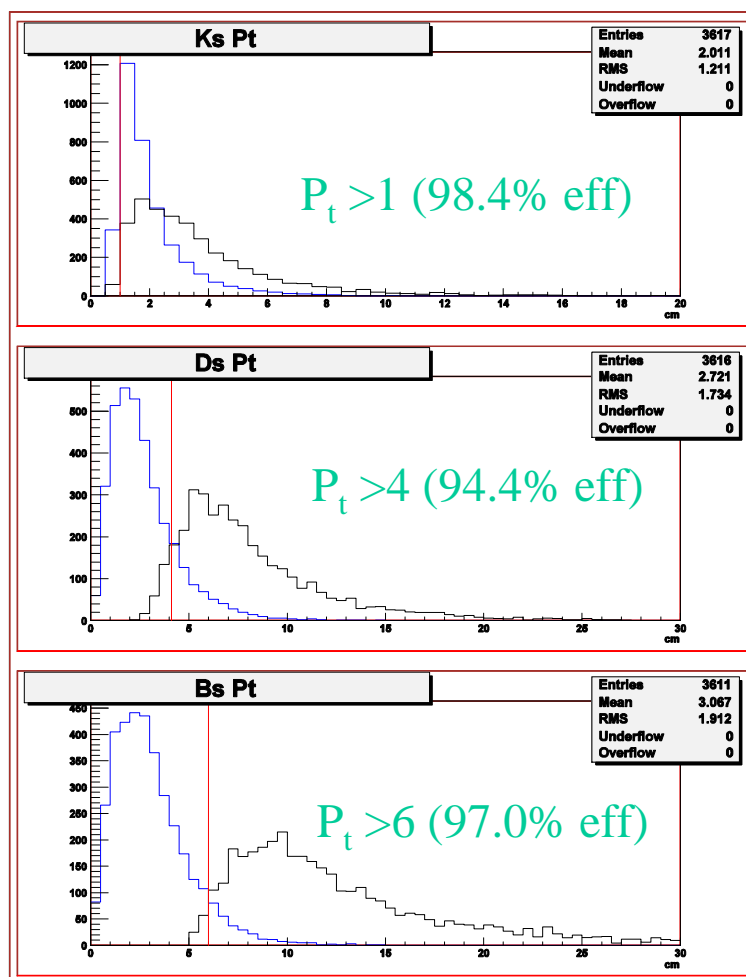 Ks Pt
Entries 3617
Mean 2.011
RMS 1.211
Underflow 0
Overflow 0
1200
1000
800
600
400
200
0
P_t >1 (98.4% eff)
0 2 4 6 8 10 12 14 16 18 20
cm
Ds Pt
Entries 3616
Mean 2.721
RMS 1.734
Underflow 0
Overflow 0
500
400
300
200
100
0
P_t >4 (94.4% eff)
0 5 10 15 20 25 30
cm
Bs Pt
Entries 3611
Mean 3.067
RMS 1.912
Underflow 0
Overflow 0
450
400
350
300
250
200
150
100
50
0
P_t >6 (97.0% eff)
0 5 10 15 20 25 30
cm